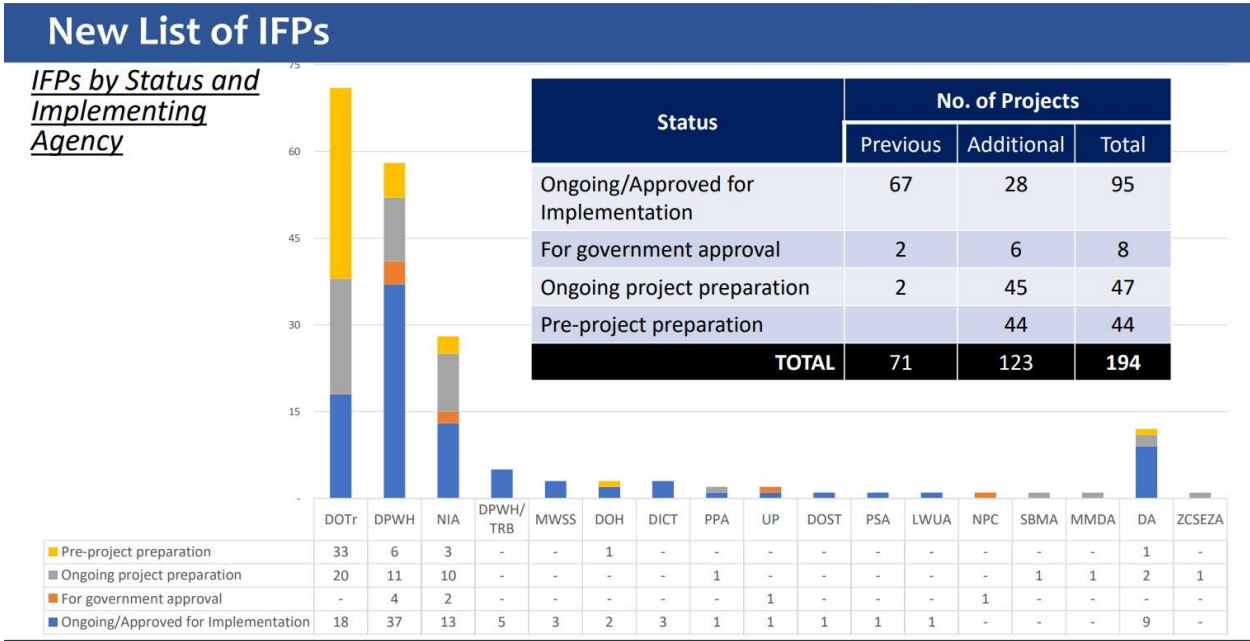 New List of IFPs
IFPs by Status and
Implementing
Agency
75
60
45
30
15
-
Status No. of Projects
Previous Additional Total
Ongoing/Approved for
Implementation 67 28 95
For government approval 2 6 8
Ongoing project preparation 2 45 47
Pre-project preparation 44 44
TOTAL 71 123 194
DOTr DPWH NIA DPWH/
TRB MWSS DOH DICT PPA UP DOST PSA LWUA NPC SBMA MMDA DA ZCSEZA
Pre-project preparation 33 6 3 - - 1 - - - - - - - - - 1 -
Ongoing project preparation 20 11 10 - - - - 1 - - - - - 1 1 2 1
For government approval - 4 2 - - - - - 1 - - - 1 - - - -
Ongoing/Approved for Implementation 18 37 13 5 3 2 3 1 1 1 1 1 - - - 9 -